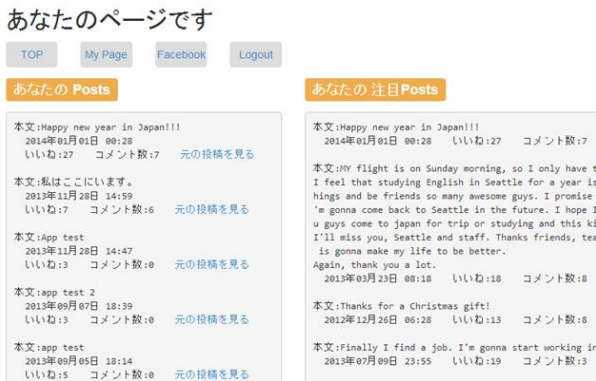 あなたのページです
TOP
My Page
Facebook
Logout
あなたの Posts
本文:Happy new year in Japan!!!
2014年01月01日 00:28
いいね:27 コメント数:7 元の投稿を見る
本文:私はここにいます。
2013年11月28日 14:59
いいね:7 コメント数:6 元の投稿を見る
本文:App test
2013年11月28日 14:47
いいね:3 コメント数:0 元の投稿を見る
本文:app test 2
2013年09月07日 18:39
いいね:3 コメント数:0 元の投稿を見る
本文:app test
2013年09月05日 18:14
いいね:5 コメント数:0 元の投稿を見る
あなたの 注目Posts
本文:Happy new year in Japan!!!
2014年01月01日 00:28 いいね:27 コメント数:7
本文:MY flight is on Sunday morning, so I only have t
I feel that studying English in Seattle for a year is
hings and be friends so many awesome guys. I promise
'm gonna come back to Seattle in the future. I hope I
u guys come to japan for trip or studying and this ki
I'll miss you, Seattle and staff. Thanks friends, tea
is gonna make my life to be better.
Again, thank you a lot.
2013年03月23日 08:18 いいね:18 コメント数:8
本文:Thanks for a Christmas gift!
2012年12月26日 06:28 いいね:13 コメント数:8
本文:Finally I find a job. I'm gonna start working in
2013年07月09日 23:55 いいね:19 コメント数:3